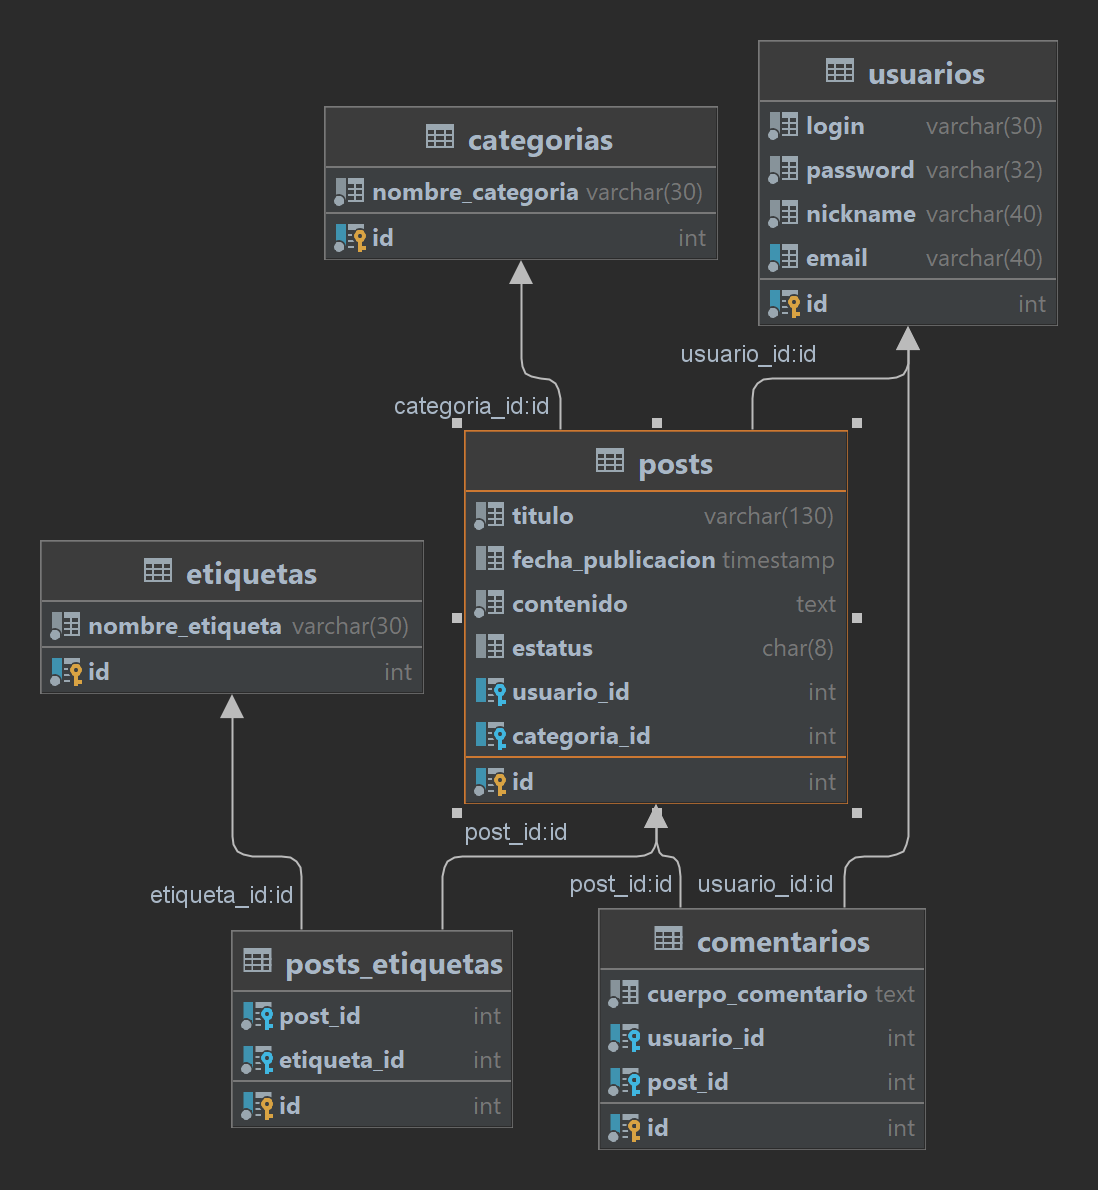 usuarios
login varchar(30)
password varchar(32)
nickname varchar(40)
email varchar(40)
id int
categorias
nombre_categoria varchar(30)
id int
usuario_id:id
categoria_id:id
posts
titulo varchar(130)
fecha_publicacion timestamp
contenido text
estatus char(8)
usuario_id int
categoria_id int
id int
etiquetas
nombre_etiqueta varchar(30)
id int
post_id:id
etiqueta_id:id
post_id:id
usuario_id:id
posts_etiquetas
post_id int
etiqueta_id int
id int
comentarios
cuerpo_comentario text
usuario_id int
post_id int
id int